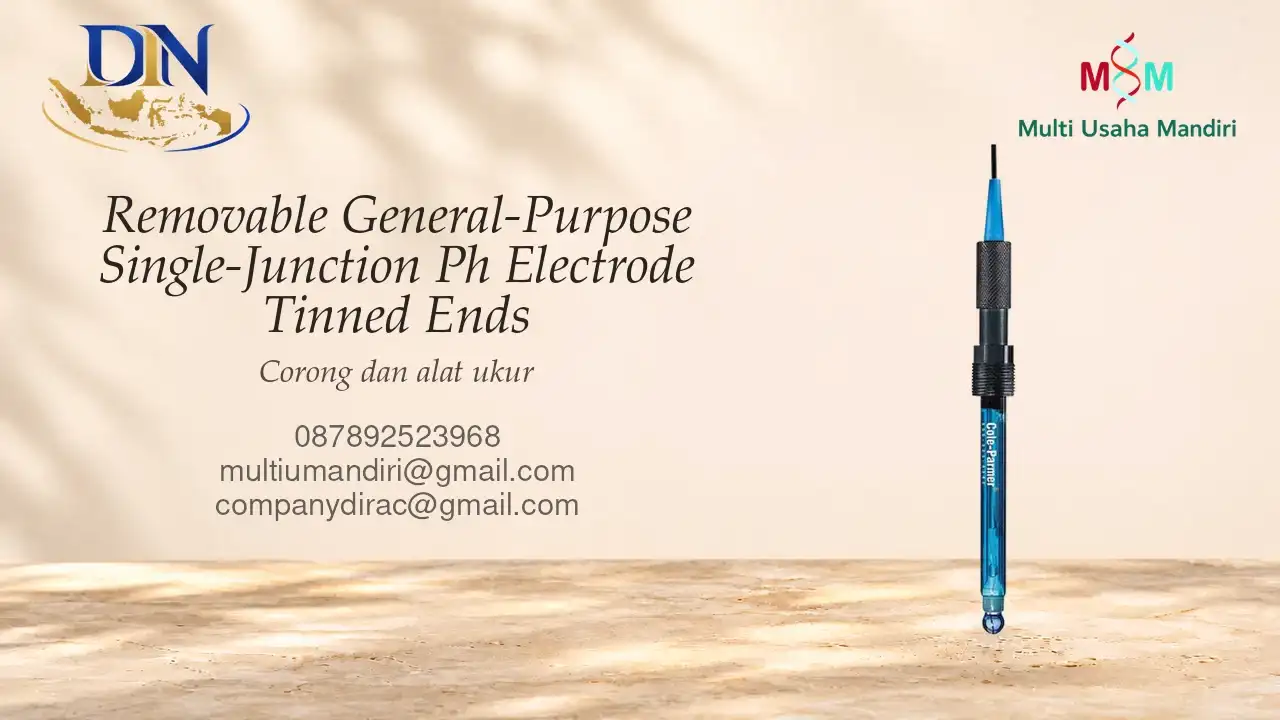 DIN
MSM
Multi Usaha Mandiri
Removable General-Purpose
Single-Junction Ph Electrode
Tinned Ends
Corong dan alat ukur
087892523968
multiumandiri@gmail.com
companydirac@gmail.com
Cole-Parmer